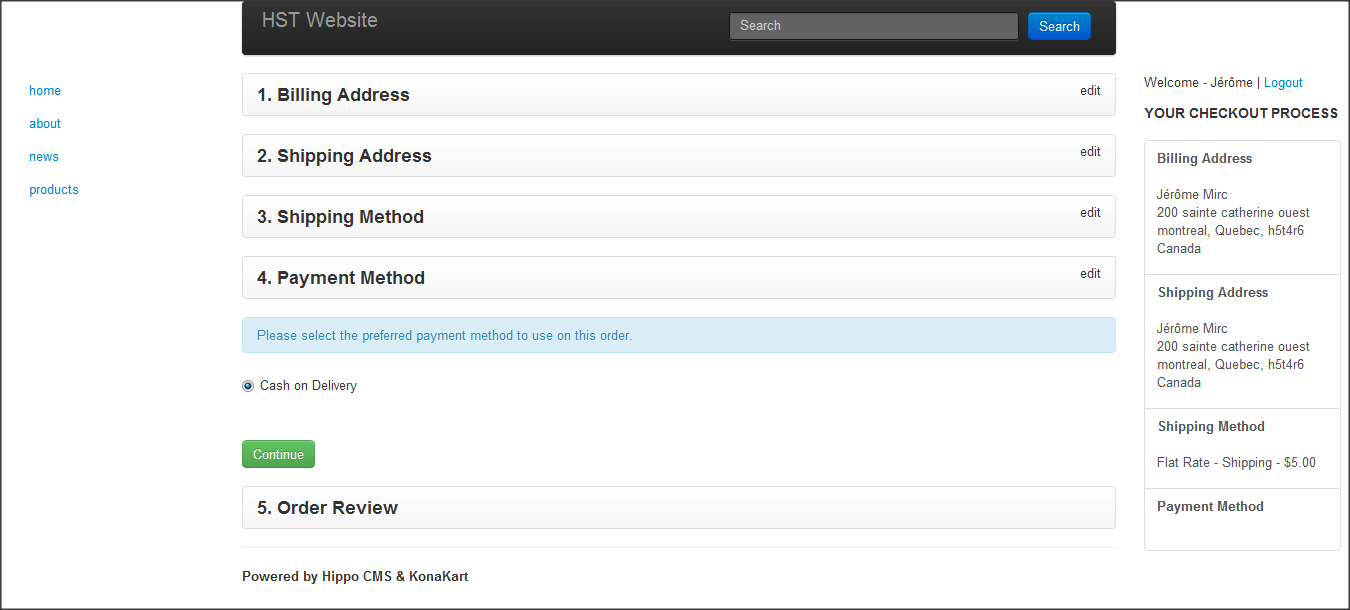 HST Website
Search
Search
home
about
news
products
1. Billing Address
edit
2. Shipping Address
edit
3. Shipping Method
edit
4. Payment Method
edit
Please select the preferred payment method to use on this order.
Cash on Delivery
Continue
5. Order Review
Powered by Hippo CMS & KonaKart
Welcome - Jérôme | Logout
YOUR CHECKOUT PROCESS
Billing Address
Jérôme Mirc
200 sainte catherine ouest
montreal, Quebec, h5t4r6
Canada
Shipping Address
Jérôme Mirc
200 sainte catherine ouest
montreal, Quebec, h5t4r6
Canada
Shipping Method
Flat Rate - Shipping - $5.00
Payment Method